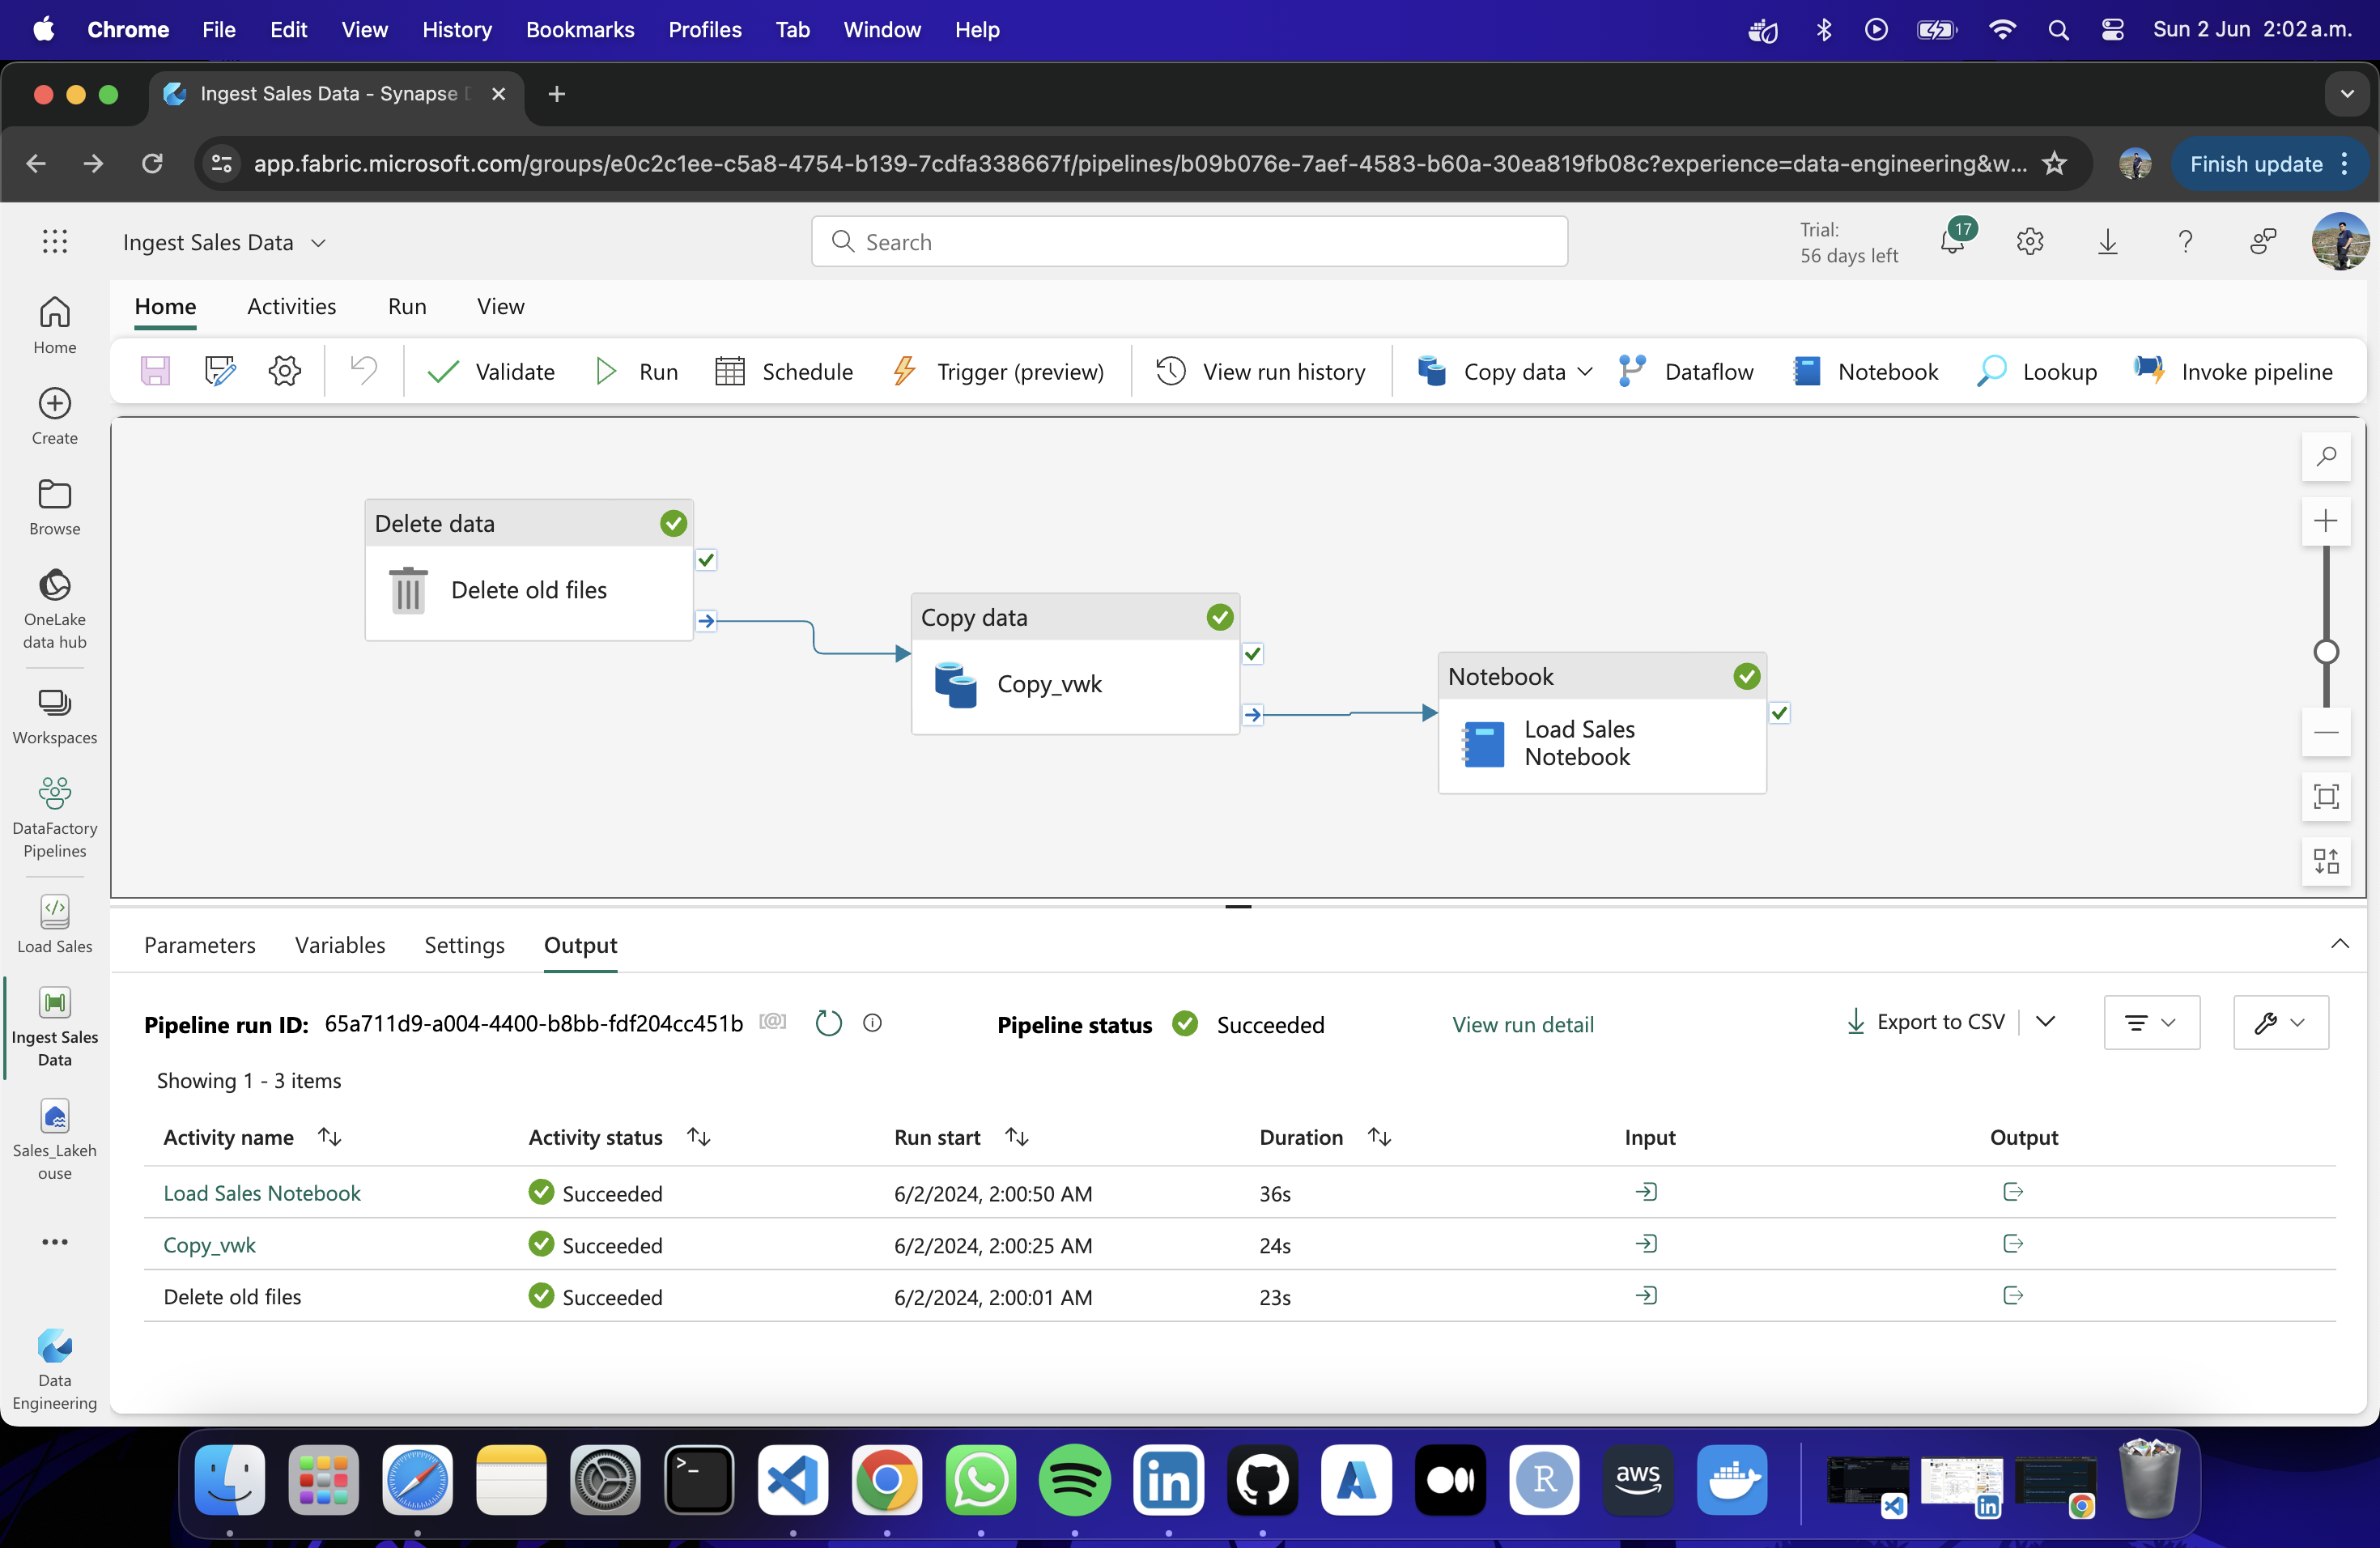 Chrome File Edit View History Bookmarks Profiles Tab Window Help Sun 2 Jun 2:02 a.m.
Ingest Sales Data - Synapse
app.fabric.microsoft.com/groups/e0c2c1ee-c5a8-4754-b139-7cdfa338667f/pipelines/b09b076e-7aef-4583-b60a-30ea819fb08c?experience=data-engineering&w... Finish update
Ingest Sales Data
Search
Trial:
56 days left
17
Home Activities Run View
Validate Run Schedule Trigger (preview) View run history Copy data Dataflow Notebook Lookup Invoke pipeline
Home
Create
Browse
OneLake
data hub
Workspaces
DataFactory
Pipelines
Load Sales
Ingest Sales
Data
Sales_Lakeh
ouse
Data
Engineering
Delete data
Delete old files
Copy data
Copy_vwk
Notebook
Load Sales
Notebook
Parameters Variables Settings Output
Pipeline run ID: 65a711d9-a004-4400-b8bb-fdf204cc451b [@] Pipeline status Succeeded View run detail Export to CSV
Showing 1 - 3 items
Activity name Activity status Run start Duration Input Output
Load Sales Notebook Succeeded 6/2/2024, 2:00:50 AM 36s
Copy_vwk Succeeded 6/2/2024, 2:00:25 AM 24s
Delete old files Succeeded 6/2/2024, 2:00:01 AM 23s
in R aws in